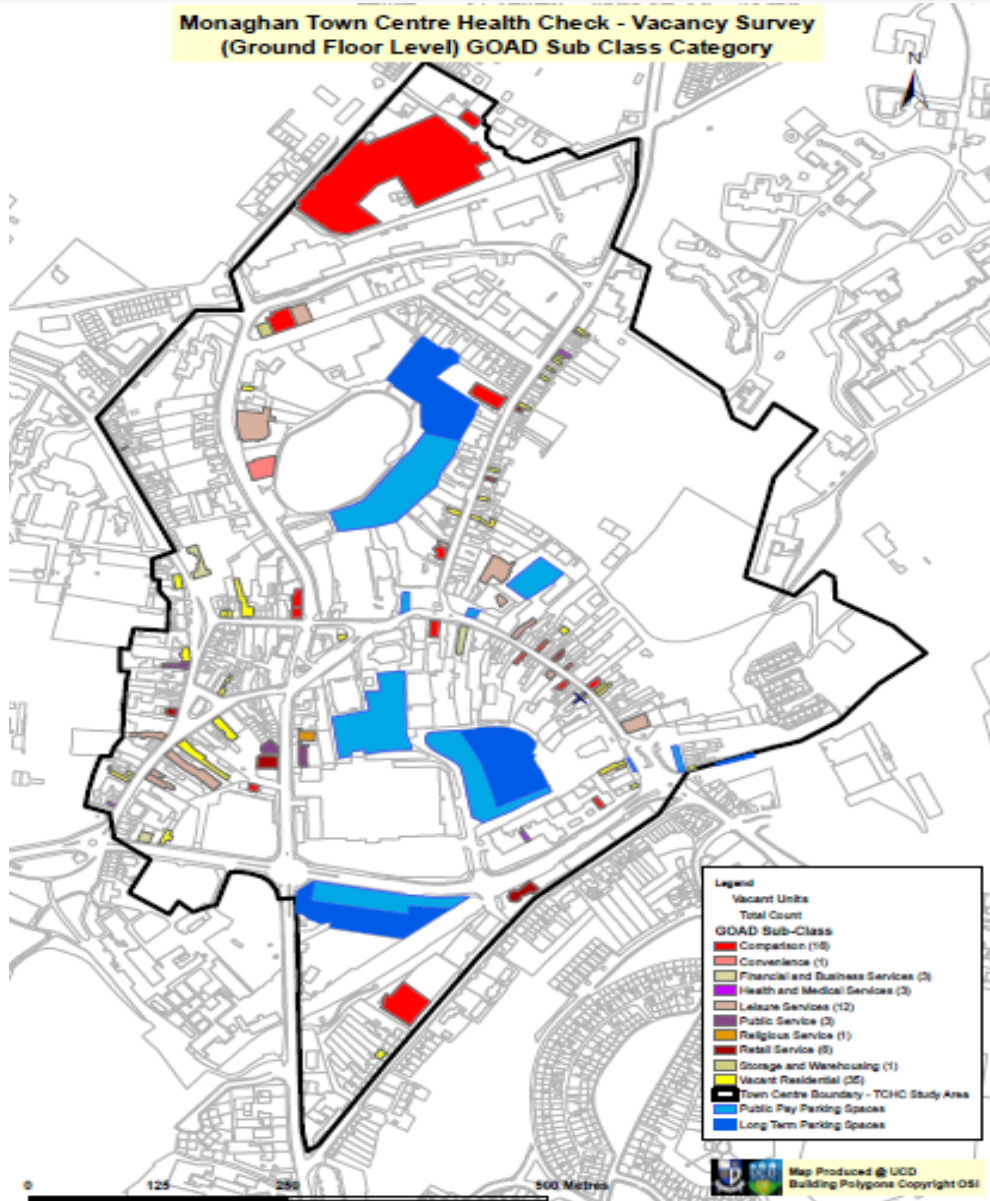 Monaghan Town Centre Health Check - Vacancy Survey
(Ground Floor Level) GOAD Sub Class Category
N
Legend
Vacant Units
Total Count
GOAD Sub-Class
Comparison (16)
Convenience (1)
Financial and Business Services (3)
Health and Medical Services (3)
Leisure Services (12)
Public Service (3)
Religious Service (1)
Retail Service (6)
Storage and Warehousing (1)
Vacant Residential (35)
Town Centre Boundary - TCHC Study Area
Public Pay Parking Spaces
Long Term Parking Spaces
Map Produced @ UCD
Building Polygons Copyright OSI
0 125 250 500 Metres